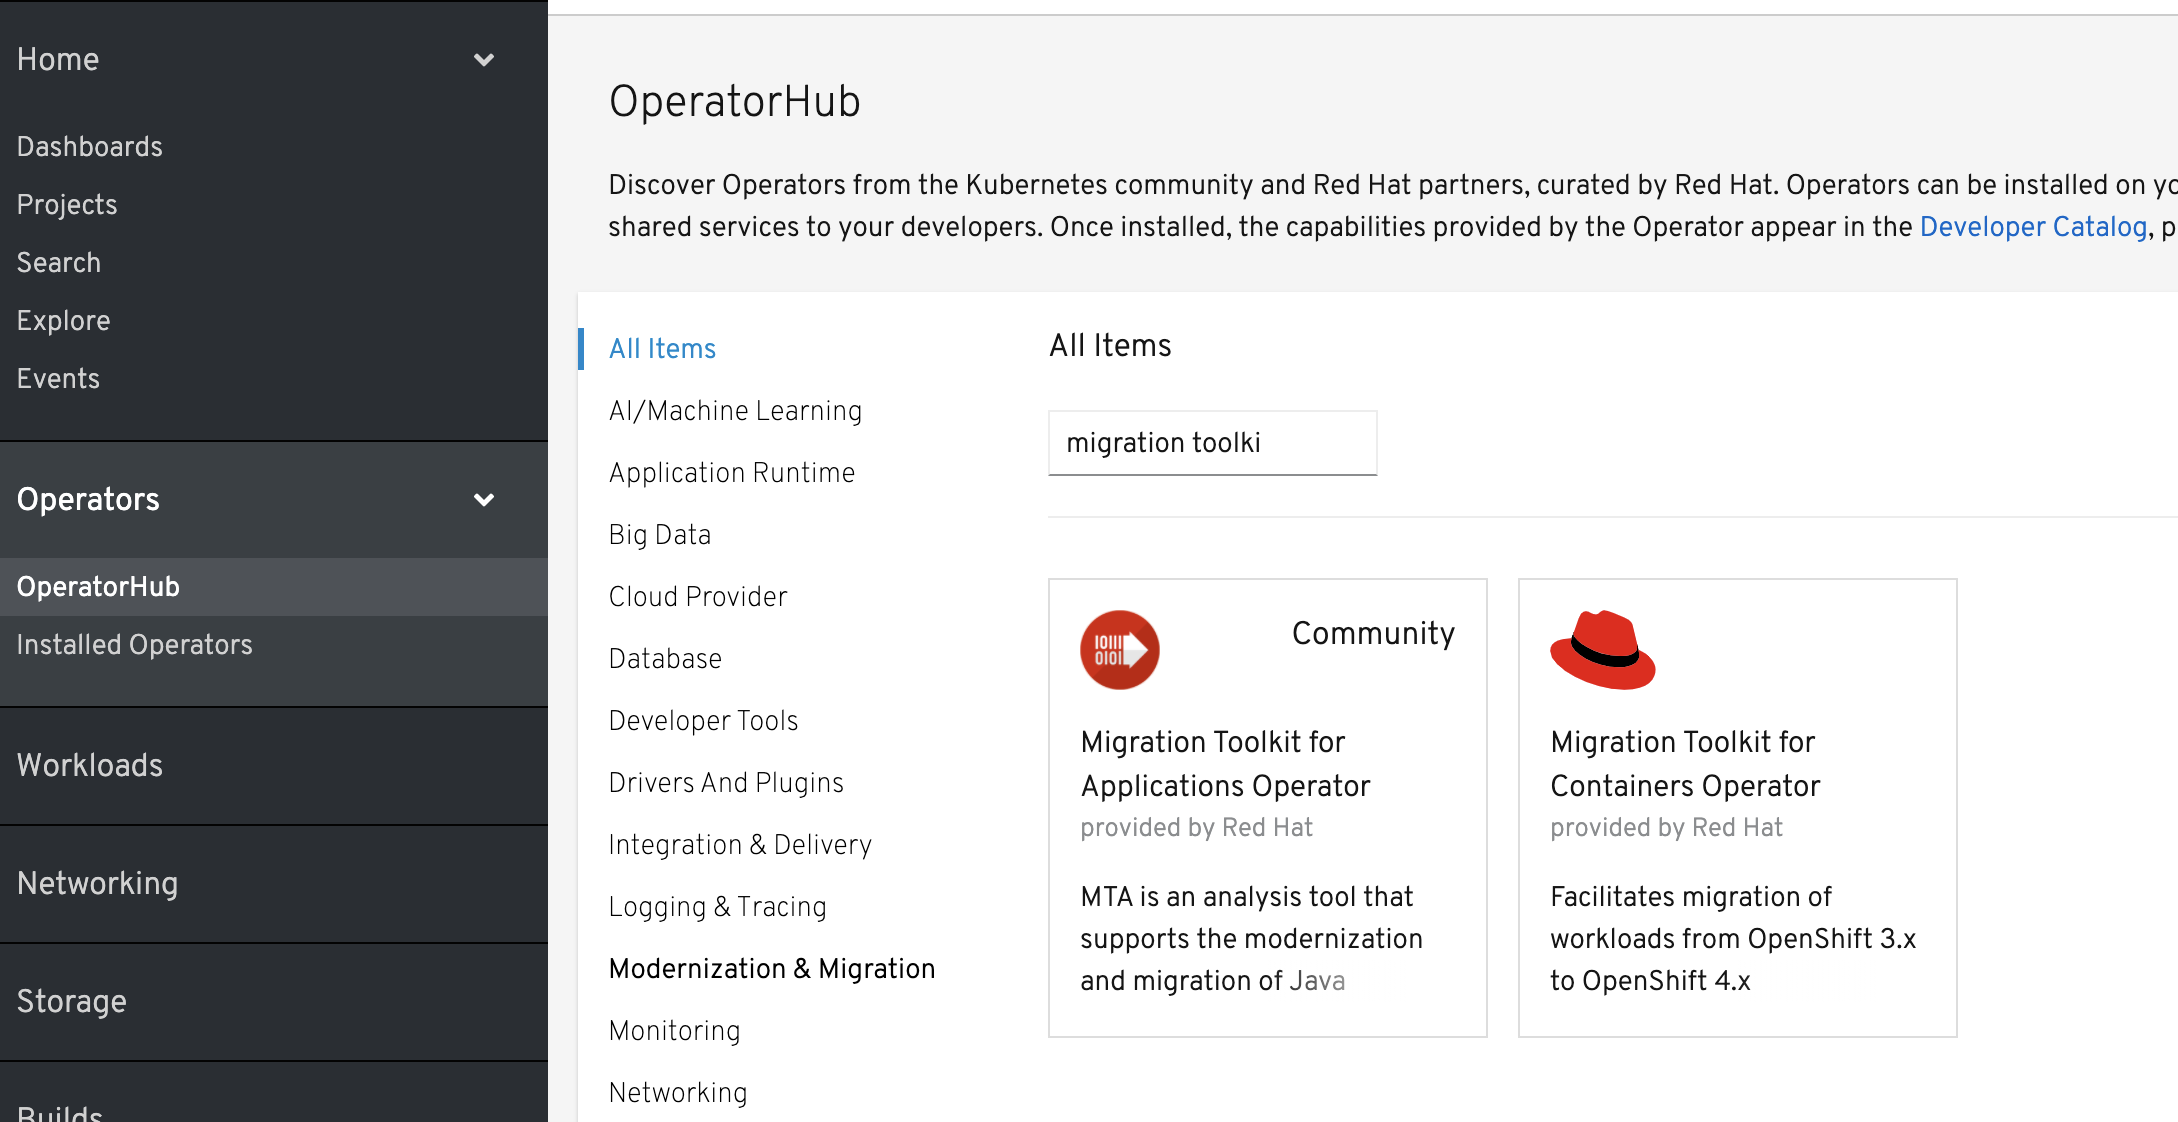 Home
Dashboards
Projects
Search
Explore
Events
Operators
OperatorHub
Installed Operators
Workloads
Networking
Storage
Builds
OperatorHub
Discover Operators from the Kubernetes community and Red Hat partners, curated by Red Hat. Operators can be installed on yo
shared services to your developers. Once installed, the capabilities provided by the Operator appear in the Developer Catalog, p
All Items
AI/Machine Learning
Application Runtime
Big Data
Cloud Provider
Database
Developer Tools
Drivers And Plugins
Integration & Delivery
Logging & Tracing
Modernization & Migration
Monitoring
Networking
All Items
migration toolki
Community
Migration Toolkit for
Applications Operator
provided by Red Hat
MTA is an analysis tool that
supports the modernization
and migration of Java
Migration Toolkit for
Containers Operator
provided by Red Hat
Facilitates migration of
workloads from OpenShift 3.x
to OpenShift 4.x